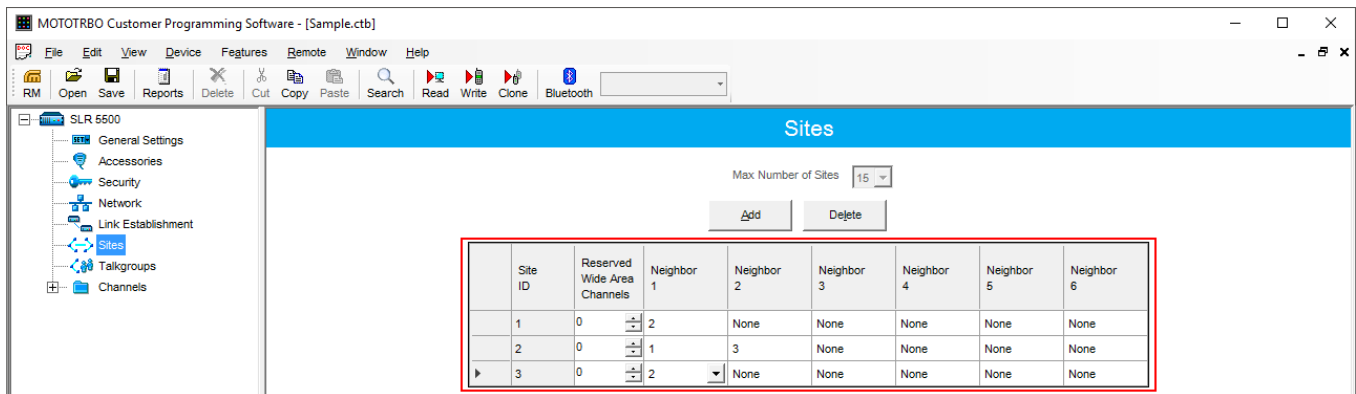 MOTOTRBO Customer Programming Software - [Sample.ctb]
File Edit View Device Features Remote Window Help
RM Open Save Reports Delete Cut Copy Paste Search Read Write Clone Bluetooth
SLR 5500
General Settings
Accessories
Security
Network
Link Establishment
Sites
Talkgroups
Channels
Sites
Max Number of Sites 15
Add Delete
Site ID Reserved Wide Area Channels Neighbor 1 Neighbor 2 Neighbor 3 Neighbor 4 Neighbor 5 Neighbor 6
1 0 2 None None None None None
2 0 1 3 None None None None
3 0 2 None None None None None